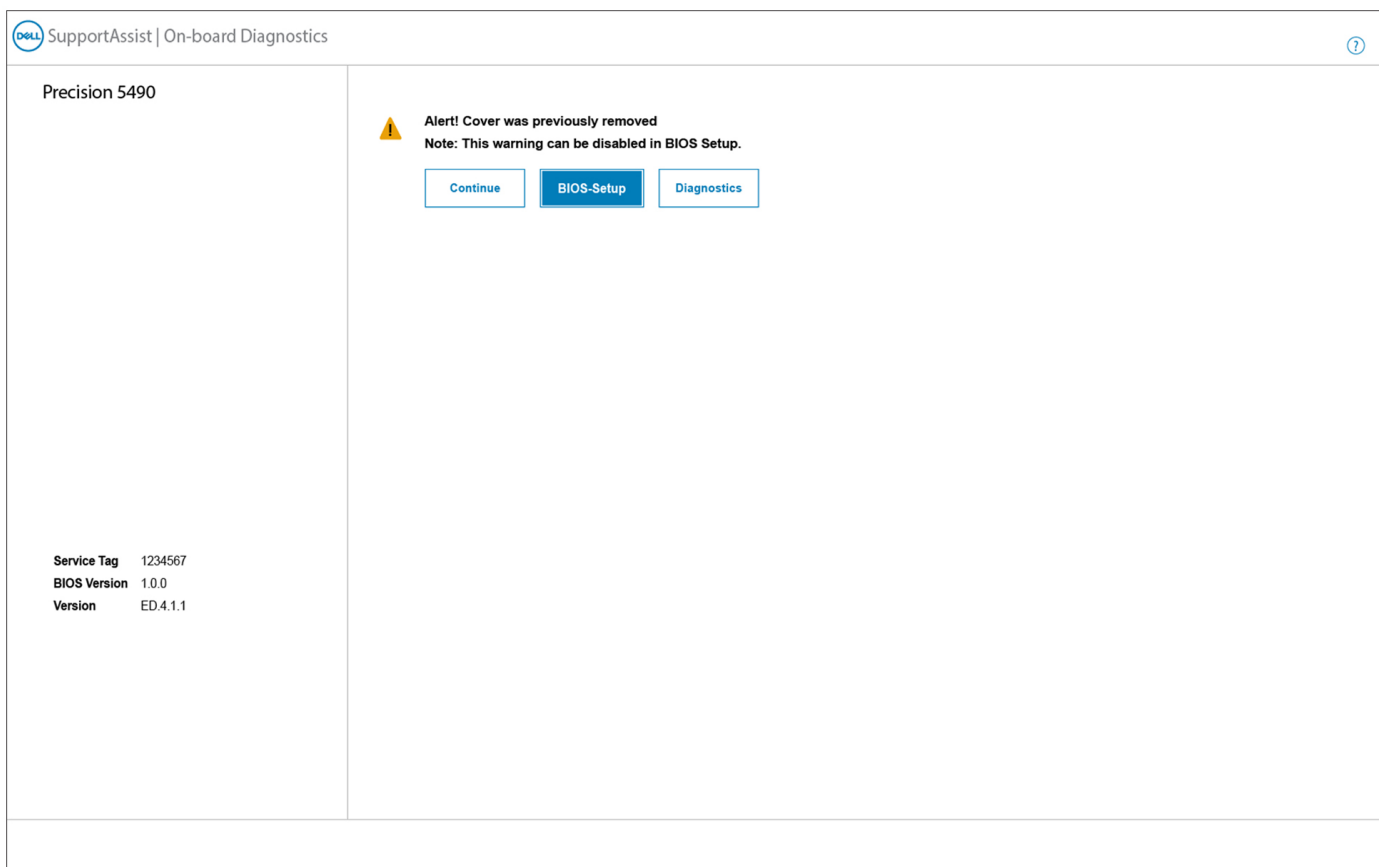 DELL SupportAssist | On-board Diagnostics
?
Precision 5490
Alert! Cover was previously removed
Note: This warning can be disabled in BIOS Setup.
Continue BIOS-Setup Diagnostics
Service Tag 1234567
BIOS Version 1.0.0
Version ED.4.1.1